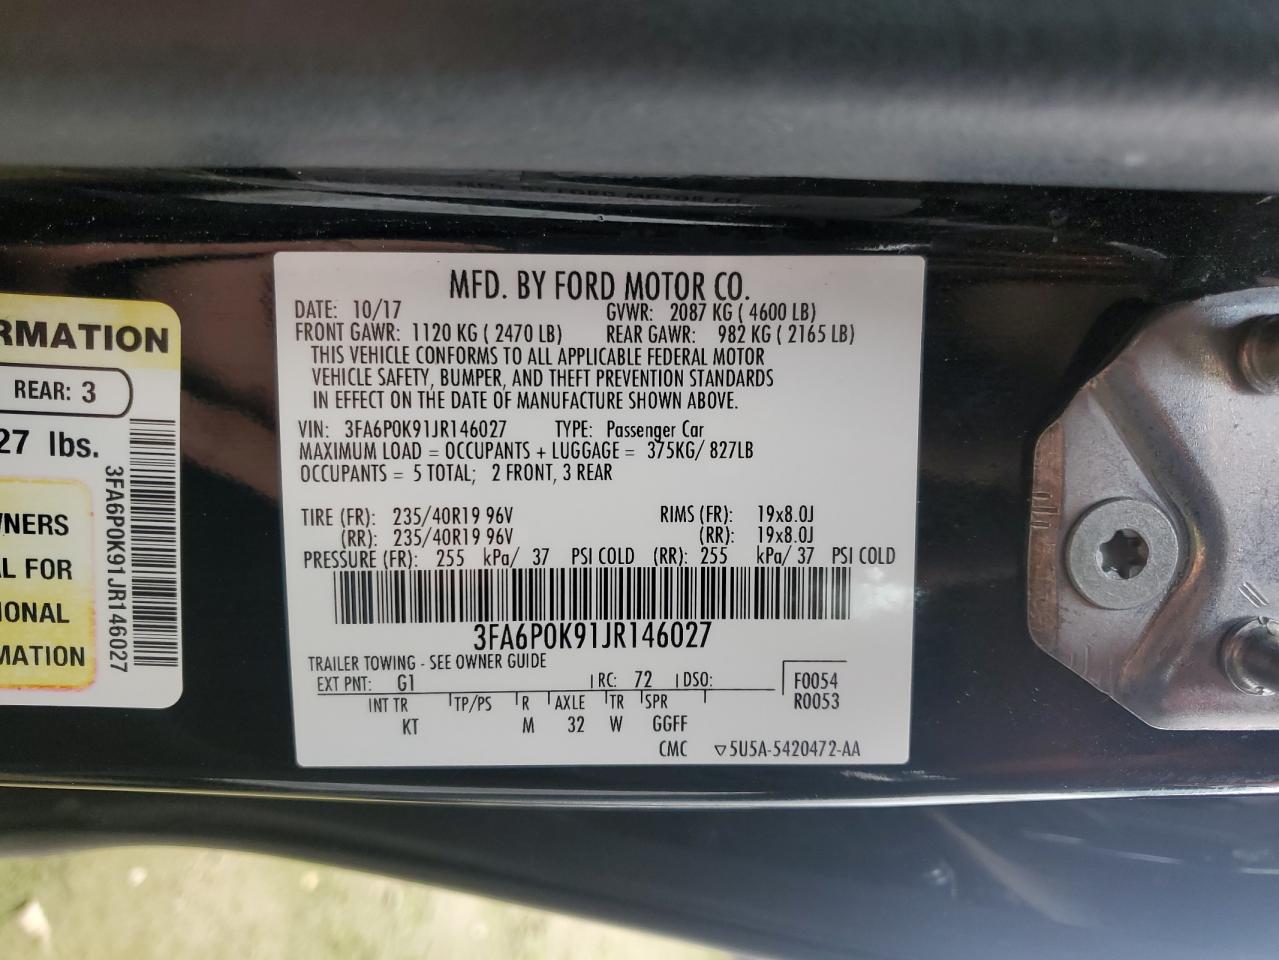 MFD. BY FORD MOTOR CO.
DATE: 10/17 GVWR: 2087 KG ( 4600 LB)
FRONT GAWR: 1120 KG ( 2470 LB) REAR GAWR: 982 KG ( 2165 LB)
THIS VEHICLE CONFORMS TO ALL APPLICABLE FEDERAL MOTOR
VEHICLE SAFETY, BUMPER, AND THEFT PREVENTION STANDARDS
IN EFFECT ON THE DATE OF MANUFACTURE SHOWN ABOVE.
VIN: 3FA6P0K91JR146027 TYPE: Passenger Car
MAXIMUM LOAD = OCCUPANTS + LUGGAGE = 375KG/ 827LB
OCCUPANTS = 5 TOTAL; 2 FRONT, 3 REAR
TIRE (FR): 235/40R19 96V RIMS (FR): 19x8.0J
(RR): 235/40R19 96V (RR): 19x8.0J
PRESSURE (FR): 255 kPa/ 37 PSI COLD (RR): 255 kPa/ 37 PSI COLD
3FA6P0K91JR146027
TRAILER TOWING - SEE OWNER GUIDE
EXT PNT: G1 RC: 72 DSO: F0054
R0053
INT TR TP/PS R AXLE TR SPR
KT M 32 W GGFF
CMC ▽5U5A-5420472-AA
RMATION
REAR: 3
27 lbs.
WNERS
AL FOR
IONAL
MATION
3FA6P0K91JR146027